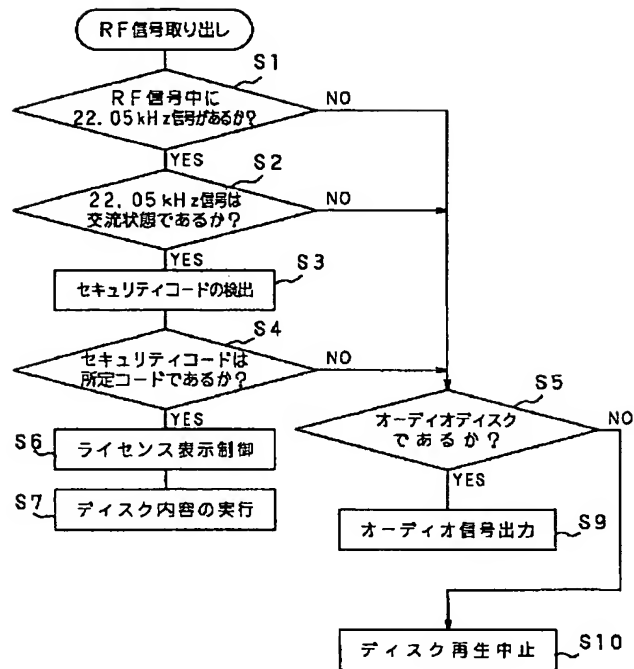 RF信号取り出し
S1
RF信号中に
22.05kHz信号があるか?
NO
YES
S2
22.05kHz信号は
交流状態であるか?
NO
YES
S3
セキュリティコードの検出
S4
セキュリティコードは
所定コードであるか?
NO
YES
S5
オーディオディスク
であるか?
NO
YES
S6
ライセンス表示制御
S7
ディスク内容の実行
オーディオ信号出力
S9
ディスク再生中止
S10